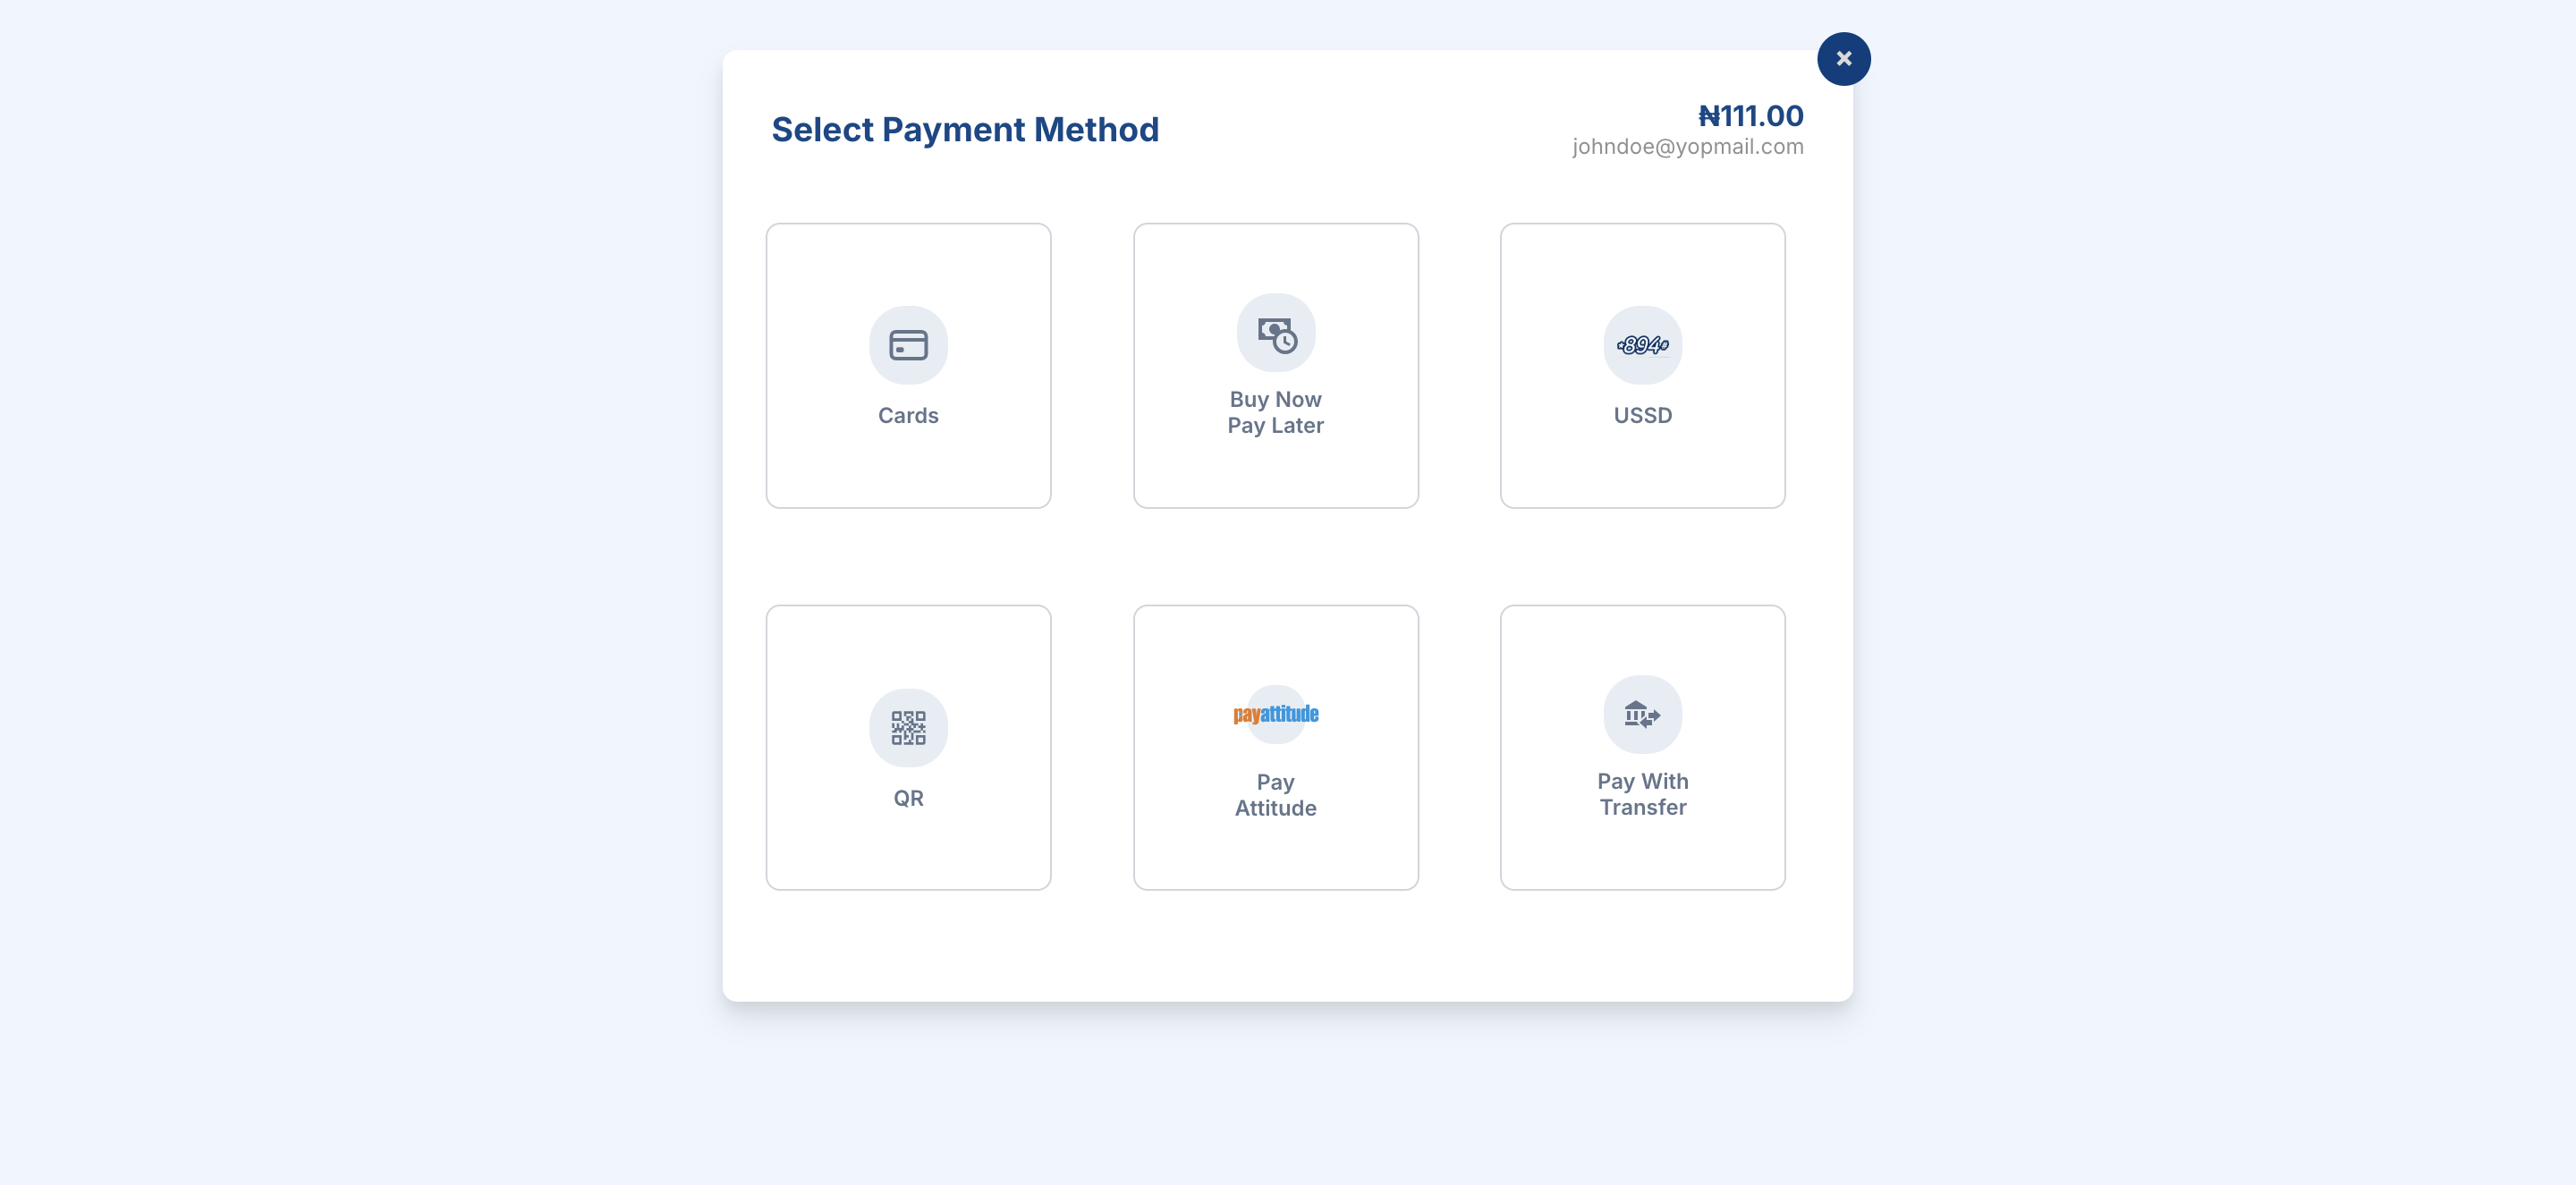 Select Payment Method
₦111.00
johndoe@yopmail.com
Cards
Buy Now
Pay Later
*894#
USSD
QR
payattitude
Pay
Attitude
Pay With
Transfer